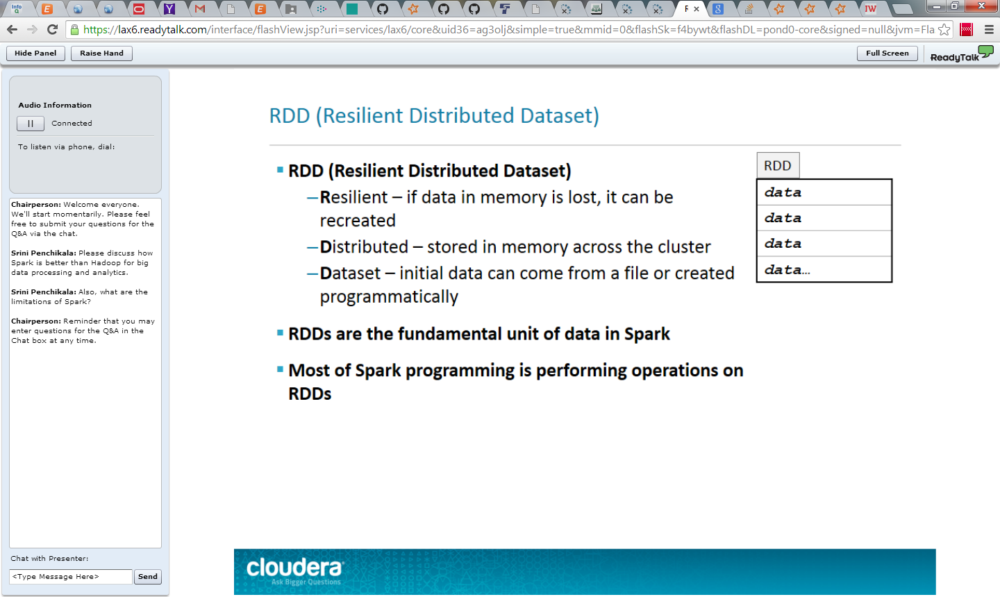 Info
Q
IW
https://lax6.readytalk.com/interface/flashView.jsp?uri=services/lax6/core&uid36=ag3olj&simple=true&mmid=0&flashSk=f4bywt&flashDL=pond0-core&signed=null&jvm=Fla
Hide Panel
Raise Hand
Full Screen
ReadyTalk
Audio Information
Connected
To listen via phone, dial:
Chairperson: Welcome everyone.
We'll start momentarily. Please feel
free to submit your questions for the
Q&A via the chat.
Srini Penchikala: Please discuss how
Spark is better than Hadoop for big
data processing and analytics.
Srini Penchikala: Also, what are the
limitations of Spark?
Chairperson: Reminder that you may
enter questions for the Q&A in the
Chat box at any time.
Chat with Presenter:
<Type Message Here>
Send
RDD (Resilient Distributed Dataset)
RDD (Resilient Distributed Dataset)
–Resilient – if data in memory is lost, it can be
recreated
–Distributed – stored in memory across the cluster
–Dataset – initial data can come from a file or created
programmatically
RDDs are the fundamental unit of data in Spark
Most of Spark programming is performing operations on
RDDs
RDD
data
data
data
data...
cloudera
Ask Bigger Questions